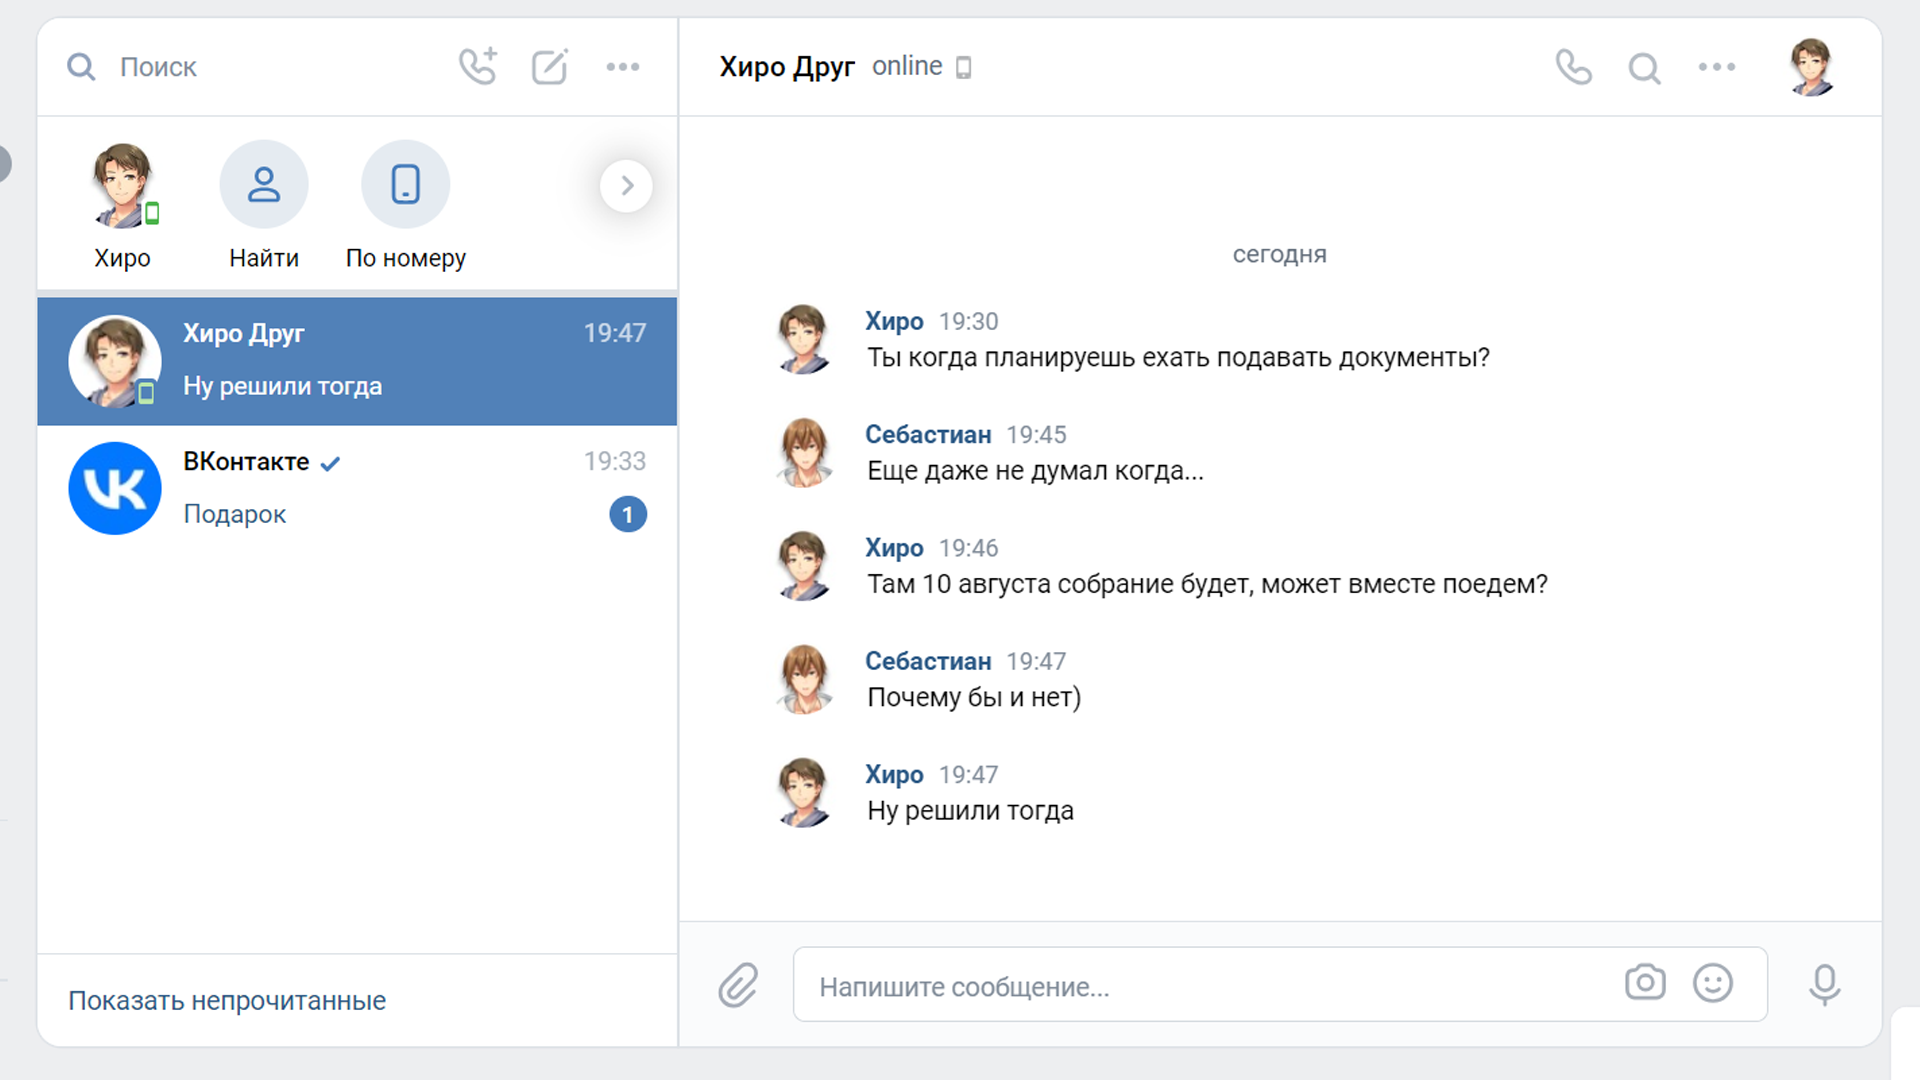 Поиск
Хиро
Найти
По номеру
Хиро Друг 19:47
Ну решили тогда
ВКонтакте 19:33
Подарок 1
Показать непрочитанные
Хиро Друг online
сегодня
Хиро 19:30
Ты когда планируешь ехать подавать документы?
Себастиан 19:45
Еще даже не думал когда...
Хиро 19:46
Там 10 августа собрание будет, может вместе поедем?
Себастиан 19:47
Почему бы и нет)
Хиро 19:47
Ну решили тогда
Напишите сообщение...